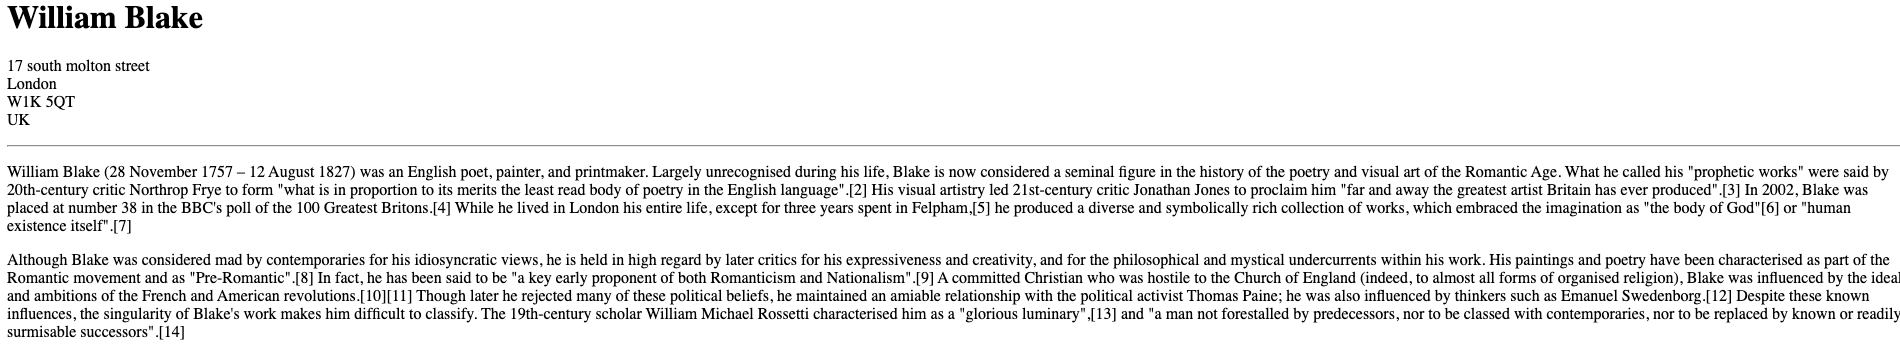 William Blake
17 south molton street
London
W1K 5QT
UK
William Blake (28 November 1757 – 12 August 1827) was an English poet, painter, and printmaker. Largely unrecognised during his life, Blake is now considered a seminal figure in the history of the poetry and visual art of the Romantic Age. What he called his "prophetic works" were said by
20th-century critic Northrop Frye to form "what is in proportion to its merits the least read body of poetry in the English language".[2] His visual artistry led 21st-century critic Jonathan Jones to proclaim him "far and away the greatest artist Britain has ever produced".[3] In 2002, Blake was
placed at number 38 in the BBC's poll of the 100 Greatest Britons.[4] While he lived in London his entire life, except for three years spent in Felpham,[5] he produced a diverse and symbolically rich collection of works, which embraced the imagination as "the body of God"[6] or "human
existence itself".[7]
Although Blake was considered mad by contemporaries for his idiosyncratic views, he is held in high regard by later critics for his expressiveness and creativity, and for the philosophical and mystical undercurrents within his work. His paintings and poetry have been characterised as part of the
Romantic movement and as "Pre-Romantic".[8] In fact, he has been said to be "a key early proponent of both Romanticism and Nationalism".[9] A committed Christian who was hostile to the Church of England (indeed, to almost all forms of organised religion), Blake was influenced by the ideal
and ambitions of the French and American revolutions.[10][11] Though later he rejected many of these political beliefs, he maintained an amiable relationship with the political activist Thomas Paine; he was also influenced by thinkers such as Emanuel Swedenborg.[12] Despite these known
influences, the singularity of Blake's work makes him difficult to classify. The 19th-century scholar William Michael Rossetti characterised him as a "glorious luminary",[13] and "a man not forestalled by predecessors, nor to be classed with contemporaries, nor to be replaced by known or readily
surmisable successors".[14]